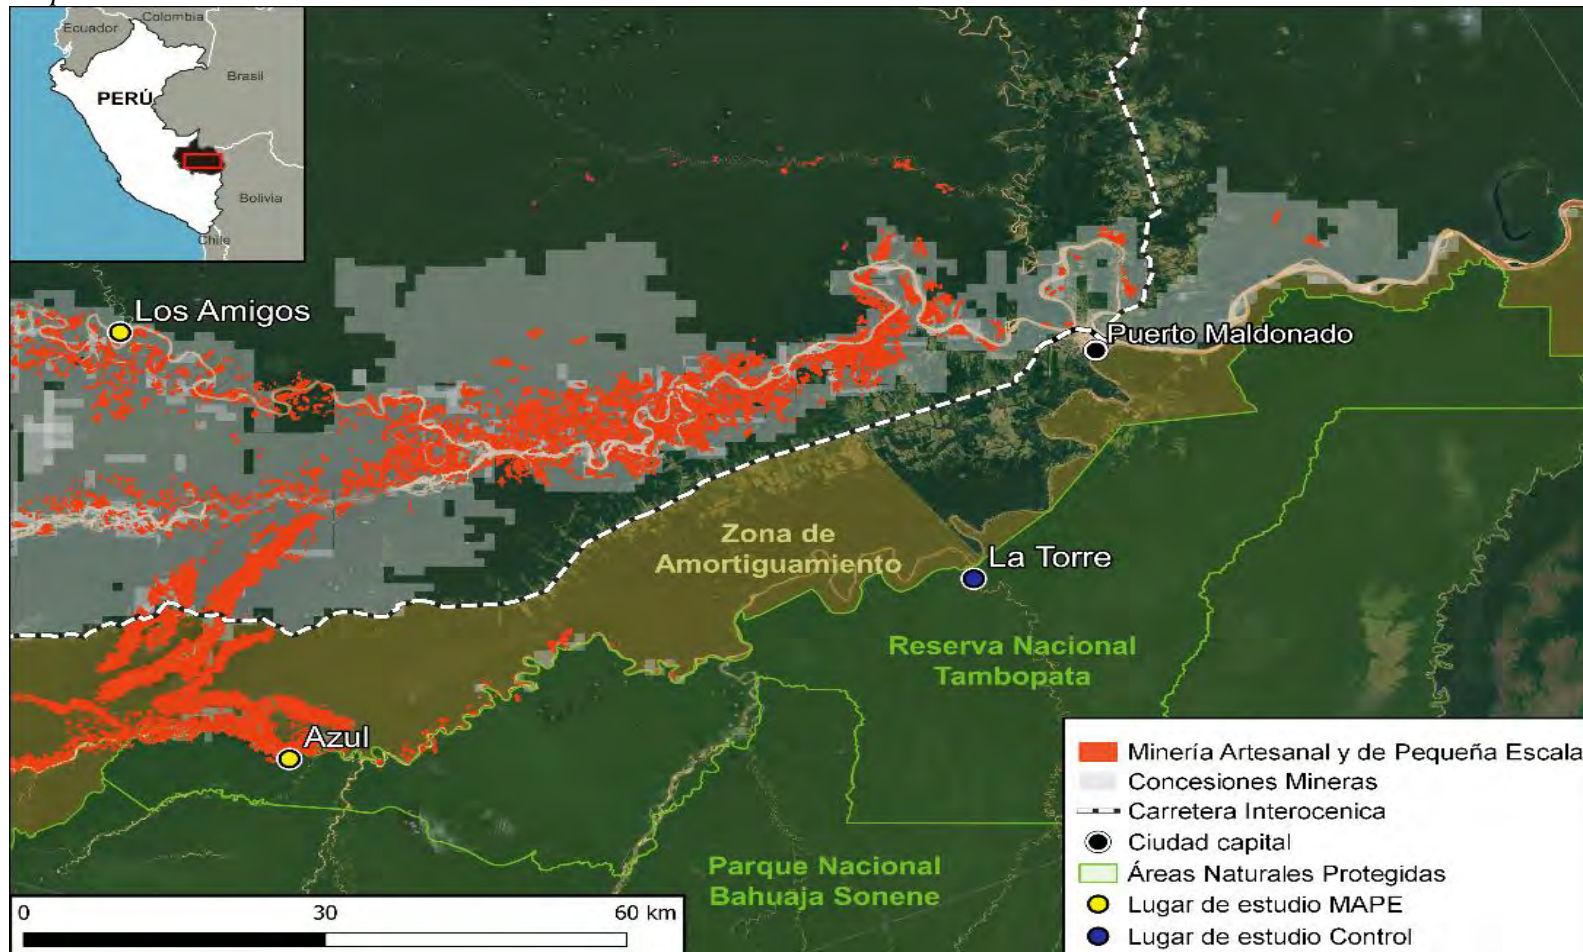 Colombia
Ecuador
Brasil
PERÚ
Bolivia
Chile
Los Amigos
Puerto Maldonado
Zona de
Amortiguamiento
La Torre
Reserva Nacional
Tambopata
Azul
Parque Nacional
Bahuaja Sonene
Minería Artesanal y de Pequeña Escala
Concesiones Mineras
Carretera Interocenica
Ciudad capital
Áreas Naturales Protegidas
Lugar de estudio MAPE
Lugar de estudio Control
0 30 60 km